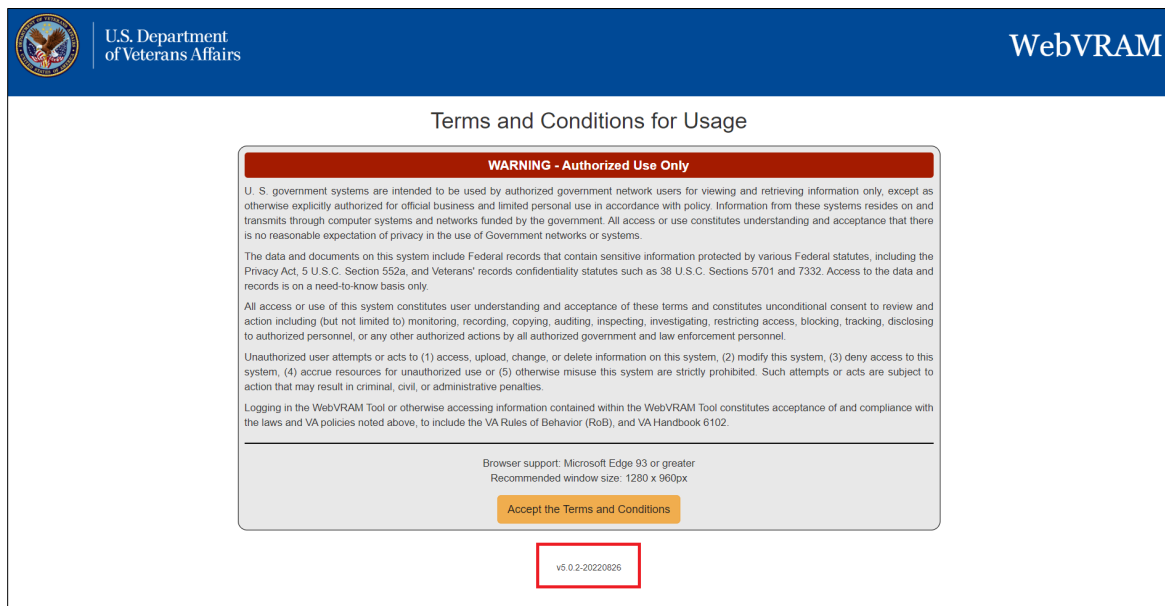 U.S. Department
of Veterans Affairs
WebVRAM
Terms and Conditions for Usage
WARNING - Authorized Use Only
U. S. government systems are intended to be used by authorized government network users for viewing and retrieving information only, except as
otherwise explicitly authorized for official business and limited personal use in accordance with policy. Information from these systems resides on and
transmits through computer systems and networks funded by the government. All access or use constitutes understanding and acceptance that there
is no reasonable expectation of privacy in the use of Government networks or systems.
The data and documents on this system include Federal records that contain sensitive information protected by various Federal statutes, including the
Privacy Act, 5 U.S.C. Section 552a, and Veterans' records confidentiality statutes such as 38 U.S.C. Sections 5701 and 7332. Access to the data and
records is on a need-to-know basis only.
All access or use of this system constitutes user understanding and acceptance of these terms and constitutes unconditional consent to review and
action including (but not limited to) monitoring, recording, copying, auditing, inspecting, investigating, restricting access, blocking, tracking, disclosing
to authorized personnel, or any other authorized actions by all authorized government and law enforcement personnel.
Unauthorized user attempts or acts to (1) access, upload, change, or delete information on this system, (2) modify this system, (3) deny access to this
system, (4) accrue resources for unauthorized use or (5) otherwise misuse this system are strictly prohibited. Such attempts or acts are subject to
action that may result in criminal, civil, or administrative penalties.
Logging in the WebVRAM Tool or otherwise accessing information contained within the WebVRAM Tool constitutes acceptance of and compliance with
the laws and VA policies noted above, to include the VA Rules of Behavior (RoB), and VA Handbook 6102.
Browser support: Microsoft Edge 93 or greater
Recommended window size: 1280 x 960px
Accept the Terms and Conditions
v5.0.2-20220826